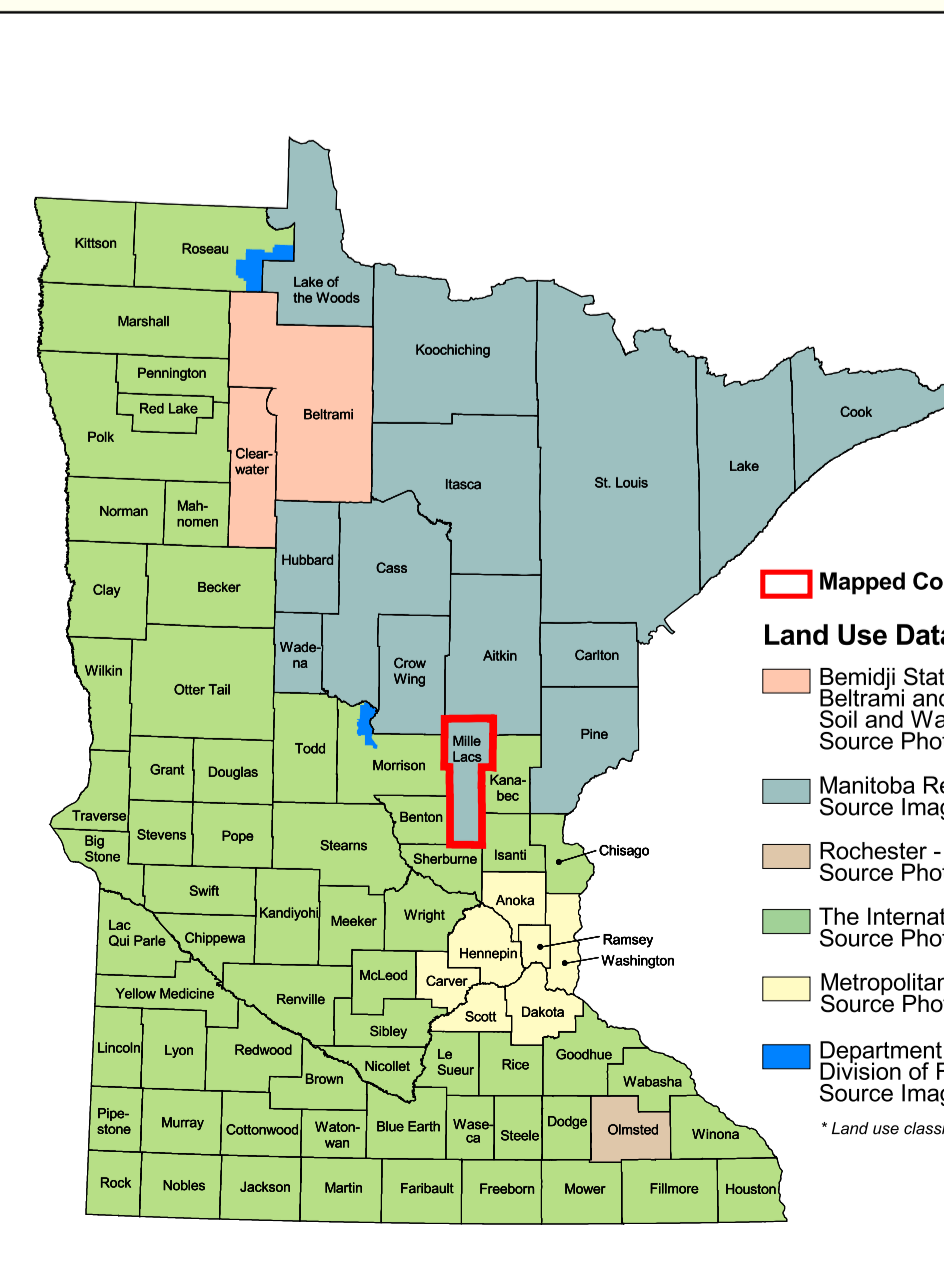 Kittson
Roseau
Lake of
the Woods
Marshall
Koochiching
Pennington
Red Lake
Beltrami
Cook
Polk
Clear-
water
Lake
Itasca
St. Louis
Norman
Mah-
nomen
Hubbard
Cass
Clay
Becker
Mapped Co
Land Use Data
Wade-
na
Crow
Wing
Aitkin
Carlton
Wilkin
Otter Tail
Bemidji Stat
Beltrami and
Soil and Wa
Source Phot
Mille
Lacs
Pine
Todd
Morrison
Grant
Douglas
Kana-
bec
Manitoba Re
Source Imag
Traverse
Benton
Stevens
Pope
Big
Stone
Stearns
Sherburne
Isanti
Chisago
Rochester -
Source Phot
Swift
Anoka
Kandiyohi
Meeker
Wright
Lac
Qui Parle
Chippewa
The Internat
Source Phot
Hennepin
Ramsey
Washington
McLeod
Carver
Yellow Medicine
Renville
Metropolitan
Source Phot
Scott
Dakota
Sibley
Lincoln
Lyon
Redwood
Nicollet
Le
Sueur
Rice
Goodhue
Department
Division of F
Source Imag
Brown
Wabasha
Pipe-
stone
Murray
Cottonwood
Waton-
wan
Blue Earth
Wase-
ca
Steele
Dodge
Olmsted
Winona
* Land use classi
Rock
Nobles
Jackson
Martin
Faribault
Freeborn
Mower
Fillmore
Houston